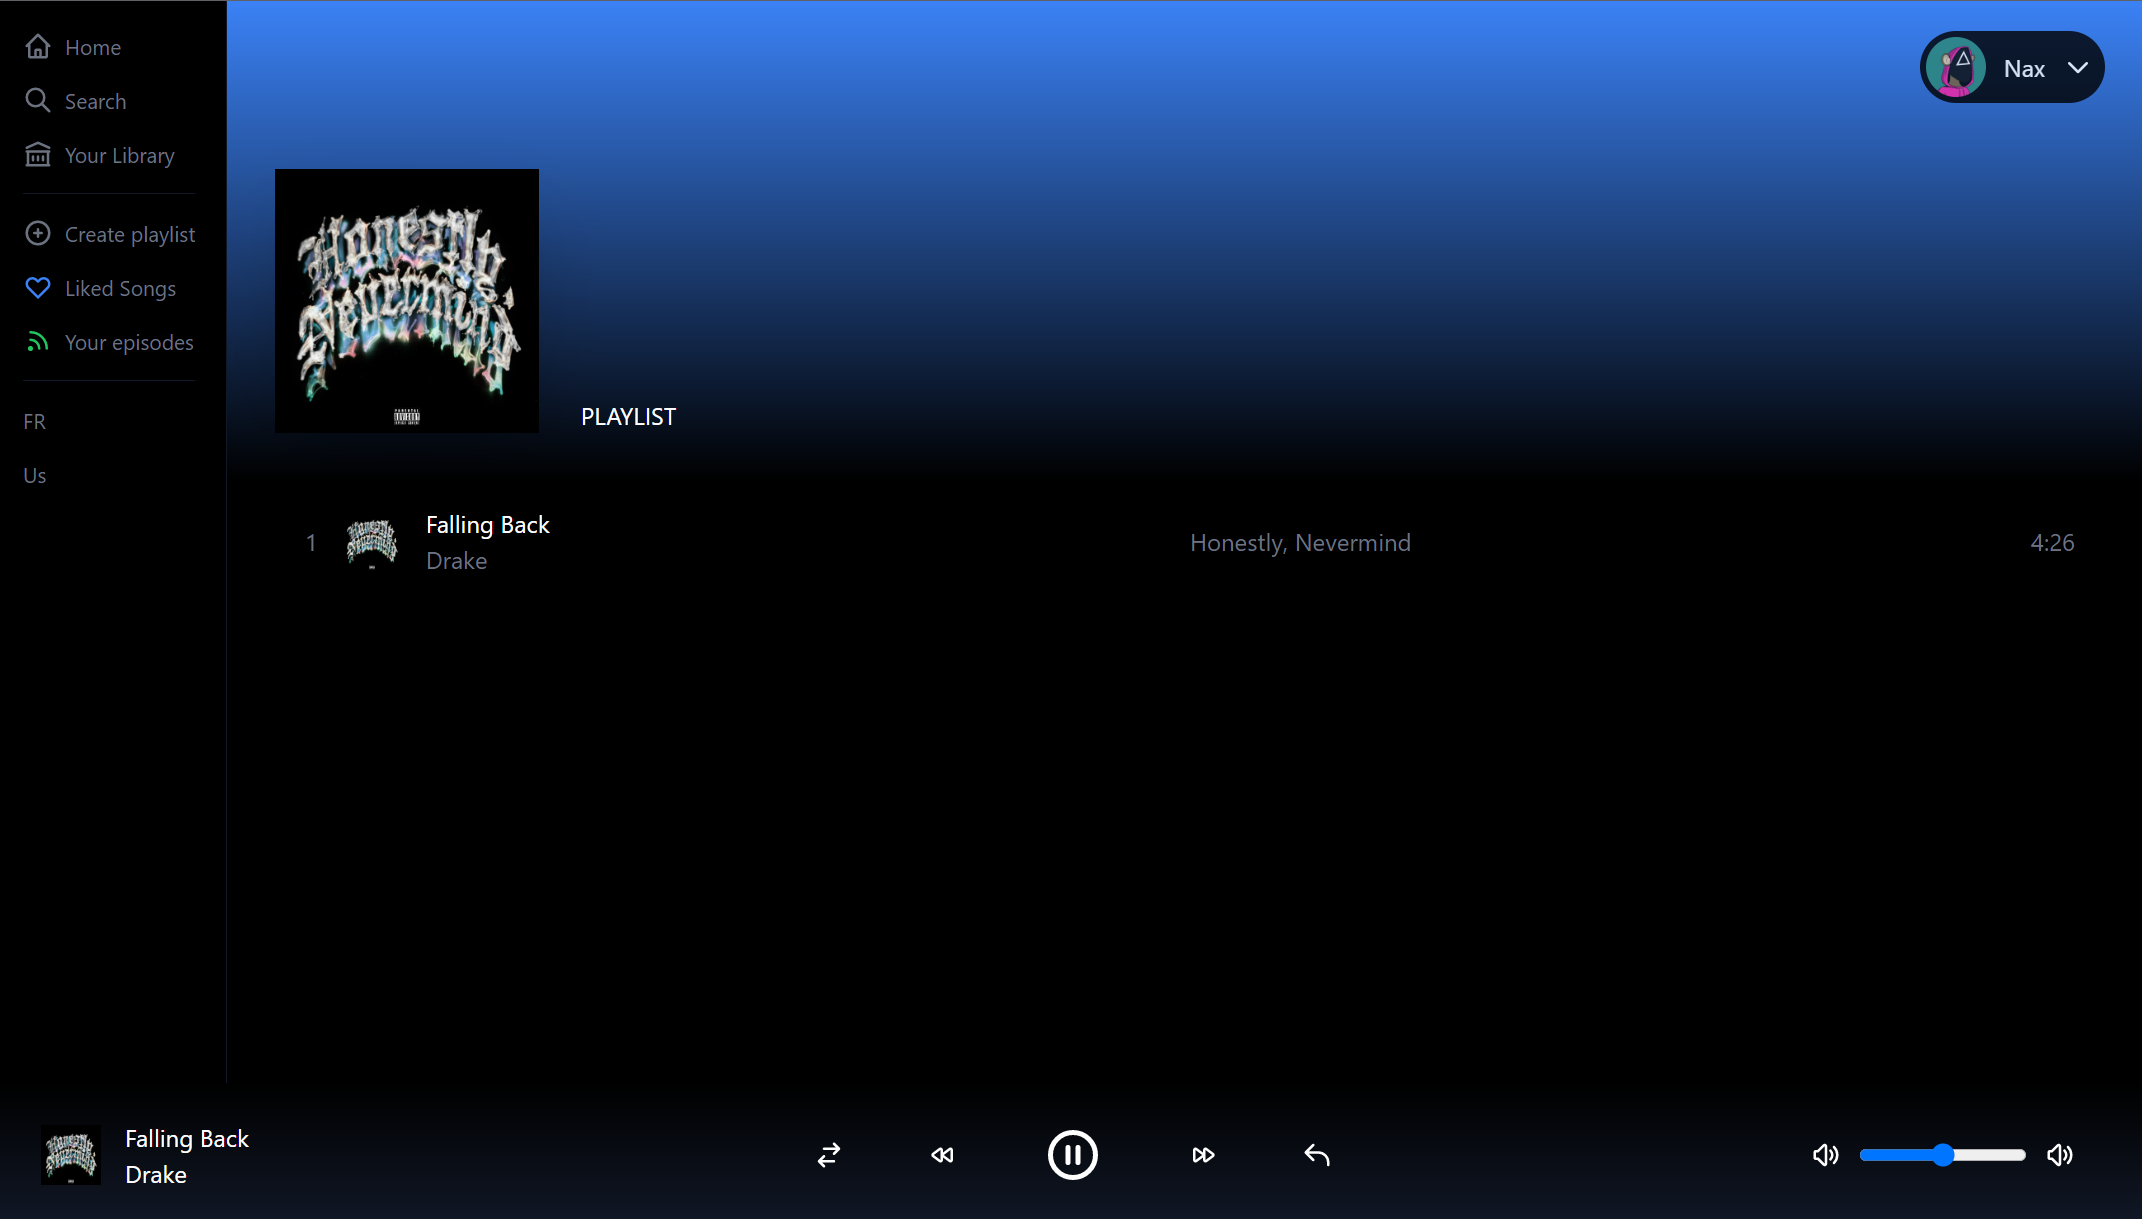 Home
Search
Your Library
Create playlist
Liked Songs
Your episodes
FR
Us
Nax
Honestly,
Nevermind
PLAYLIST
1
Falling Back
Drake
Honestly, Nevermind
4:26
Falling Back
Drake